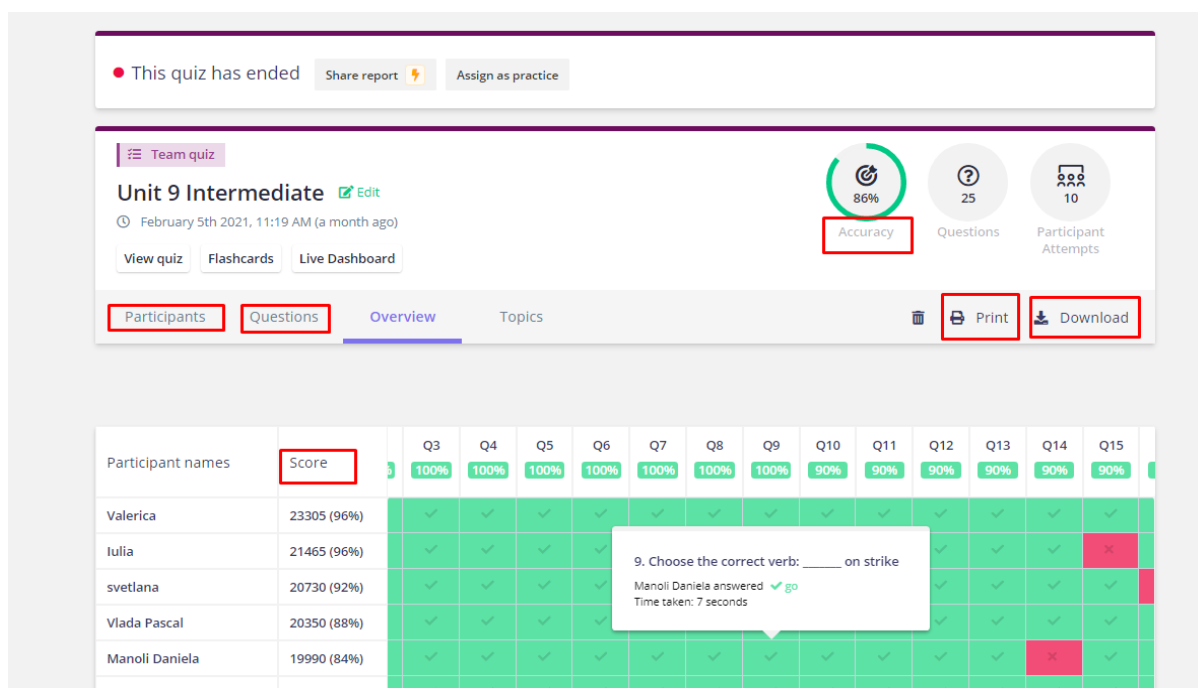 This quiz has ended Share report Assign as practice
Team quiz
Unit 9 Intermediate Edit
February 5th 2021, 11:19 AM (a month ago)
View quiz Flashcards Live Dashboard
86% 25 10
Accuracy Questions Participant
Attempts
Participants Questions Overview Topics Print Download
Participant names Score Q3 Q4 Q5 Q6 Q7 Q8 Q9 Q10 Q11 Q12 Q13 Q14 Q15
100% 100% 100% 100% 100% 100% 100% 90% 90% 90% 90% 90% 90%
Valerica 23305 (96%)
Iulia 21465 (96%)
9. Choose the correct verb: ______ on strike
svetlana 20730 (92%)
Manoli Daniela answered go
Time taken: 7 seconds
Vlada Pascal 20350 (88%)
Manoli Daniela 19990 (84%)